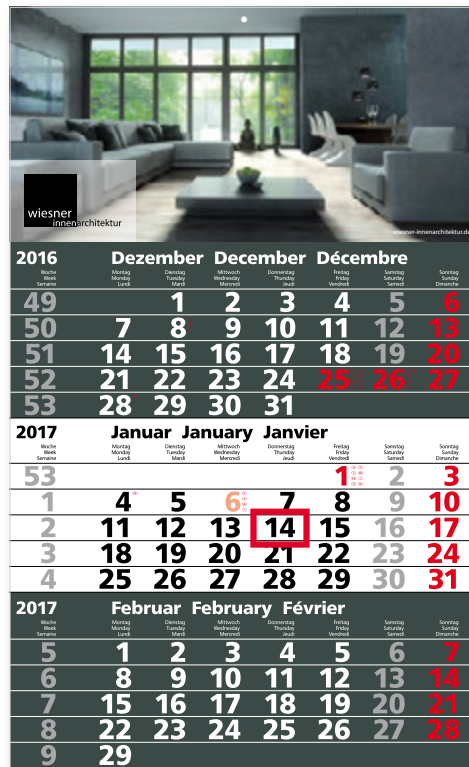 wiesner
innenarchitektur
wiesner-innenarchitektur.de
2016 Dezember December Décembre
Woche Montag Dienstag Mittwoch Donnerstag Freitag Samstag Sonntag
Week Monday Tuesday Wednesday Thursday Friday Saturday Sunday
Semaine Lundi Mardi Mercredi Jeudi Vendredi Samedi Dimanche
49 1 2 3 4 5 6
50 7 8 9 10 11 12 13
51 14 15 16 17 18 19 20
52 21 22 23 24 25 26 27
53 28 29 30 31
2017 Januar January Janvier
Woche Montag Dienstag Mittwoch Donnerstag Freitag Samstag Sonntag
Week Monday Tuesday Wednesday Thursday Friday Saturday Sunday
Semaine Lundi Mardi Mercredi Jeudi Vendredi Samedi Dimanche
53 1 2 3
1 4 5 6 7 8 9 10
2 11 12 13 14 15 16 17
3 18 19 20 21 22 23 24
4 25 26 27 28 29 30 31
2017 Februar February Février
Woche Montag Dienstag Mittwoch Donnerstag Freitag Samstag Sonntag
Week Monday Tuesday Wednesday Thursday Friday Saturday Sunday
Semaine Lundi Mardi Mercredi Jeudi Vendredi Samedi Dimanche
5 1 2 3 4 5 6 7
6 8 9 10 11 12 13 14
7 15 16 17 18 19 20 21
8 22 23 24 25 26 27 28
9 29